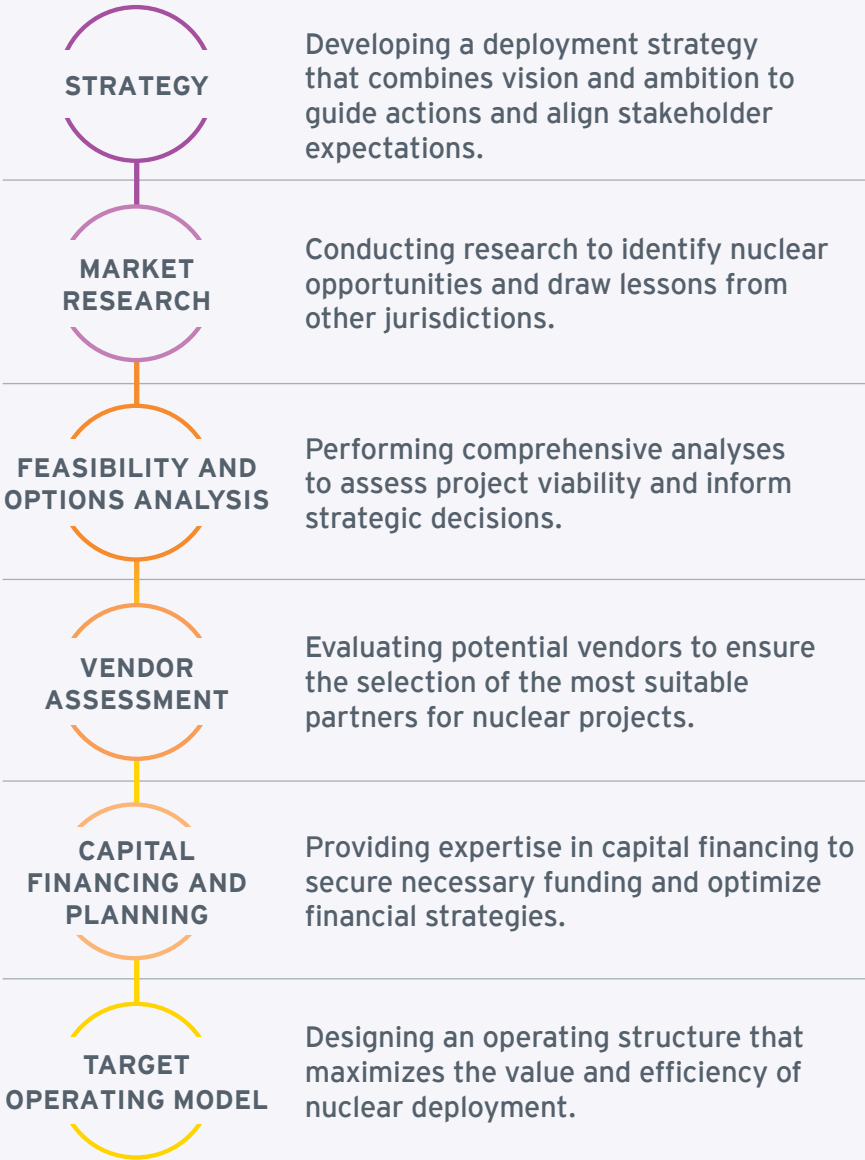 STRATEGY
Developing a deployment strategy
that combines vision and ambition to
guide actions and align stakeholder
expectations.
MARKET
RESEARCH
Conducting research to identify nuclear
opportunities and draw lessons from
other jurisdictions.
FEASIBILITY AND
OPTIONS ANALYSIS
Performing comprehensive analyses
to assess project viability and inform
strategic decisions.
VENDOR
ASSESSMENT
Evaluating potential vendors to ensure
the selection of the most suitable
partners for nuclear projects.
CAPITAL
FINANCING AND
PLANNING
Providing expertise in capital financing to
secure necessary funding and optimize
financial strategies.
TARGET
OPERATING MODEL
Designing an operating structure that
maximizes the value and efficiency of
nuclear deployment.